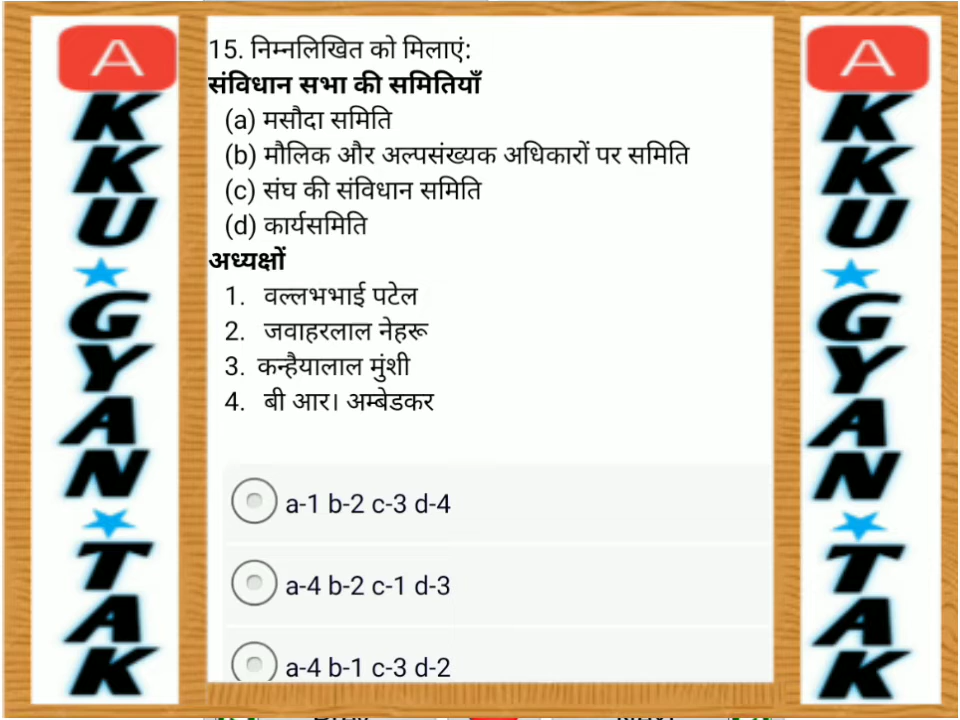 A
KKU
GYAN
TAK
15. निम्नलिखित को मिलाएं:
संविधान सभा की समितियाँ
(a) मसौदा समिति
(b) मौलिक और अल्पसंख्यक अधिकारों पर समिति
(c) संघ की संविधान समिति
(d) कार्यसमिति
अध्यक्षों
1. वल्लभभाई पटेल
2. जवाहरलाल नेहरू
3. कन्हैयालाल मुंशी
4. बी आर। अम्बेडकर
a-1 b-2 c-3 d-4
a-4 b-2 c-1 d-3
a-4 b-1 c-3 d-2
A
KKU
GYAN
TAK